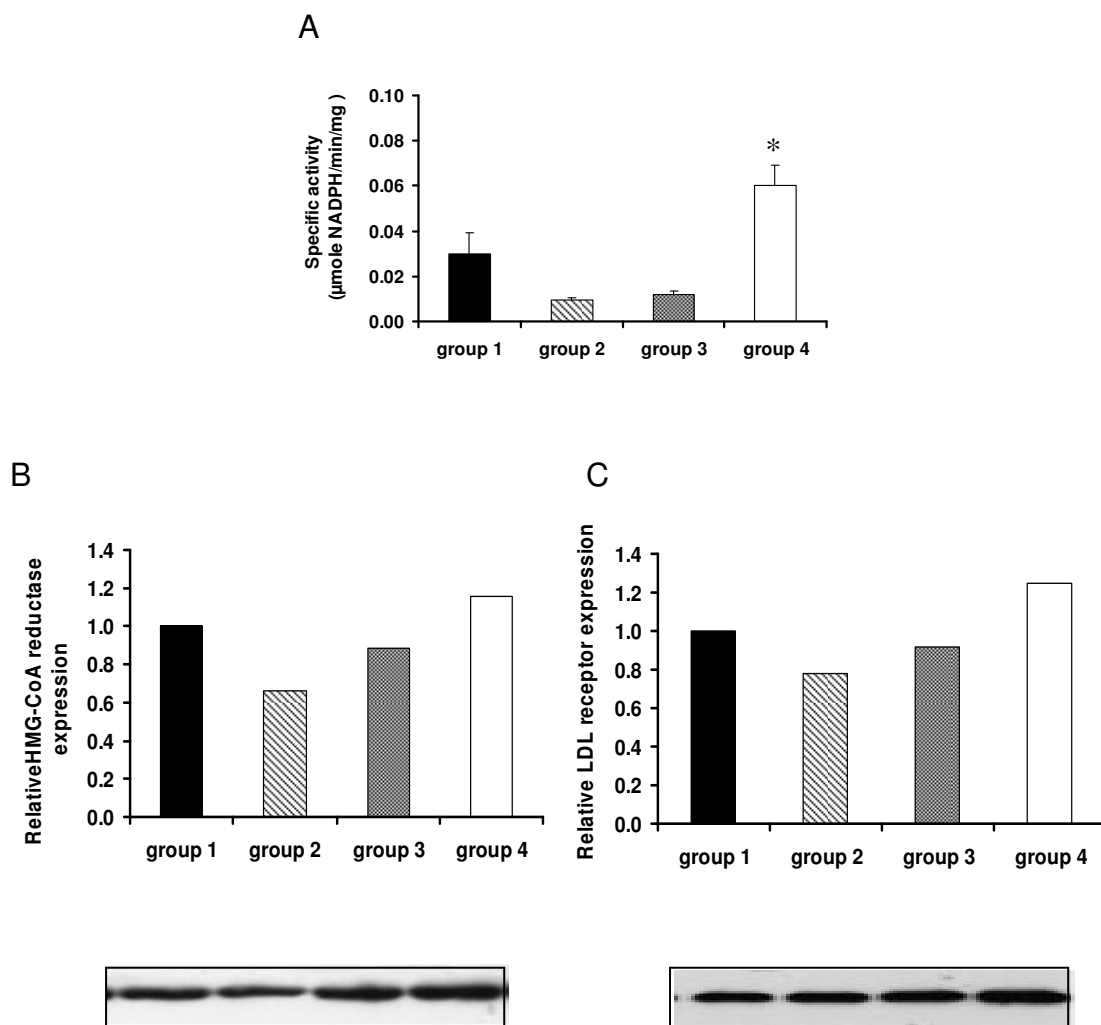 A
Specific activity
(µmole NADPH/min/mg )
0.10
0.08
0.06
0.04
0.02
0.00
*
group 1 group 2 group 3 group 4
B
RelativeHMG-CoA reductase
expression
1.4
1.2
1.0
0.8
0.6
0.4
0.2
0.0
group 1 group 2 group 3 group 4
C
Relative LDL receptor expression
1.4
1.2
1.0
0.8
0.6
0.4
0.2
0.0
group 1 group 2 group 3 group 4